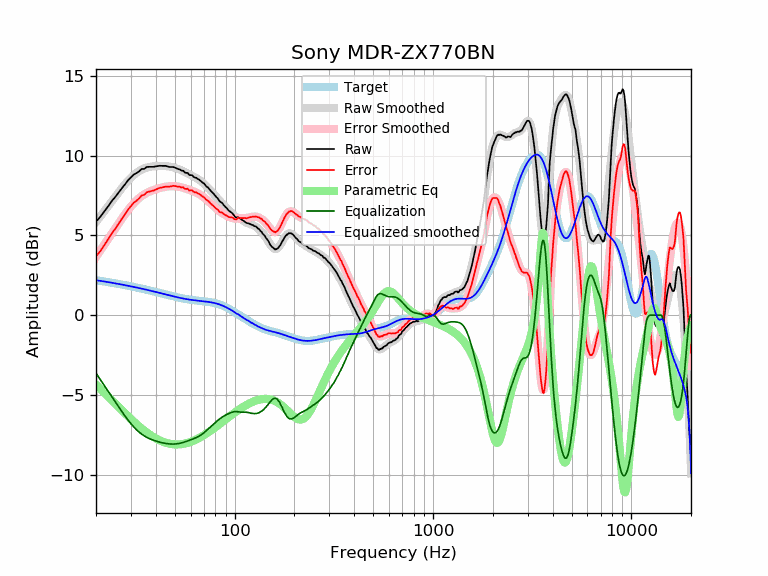 Sony MDR-ZX770BN
Amplitude (dBr)
15
10
5
0
−5
−10
Target
Raw Smoothed
Error Smoothed
Raw
Error
Parametric Eq
Equalization
Equalized smoothed
100
1000
10000
Frequency (Hz)